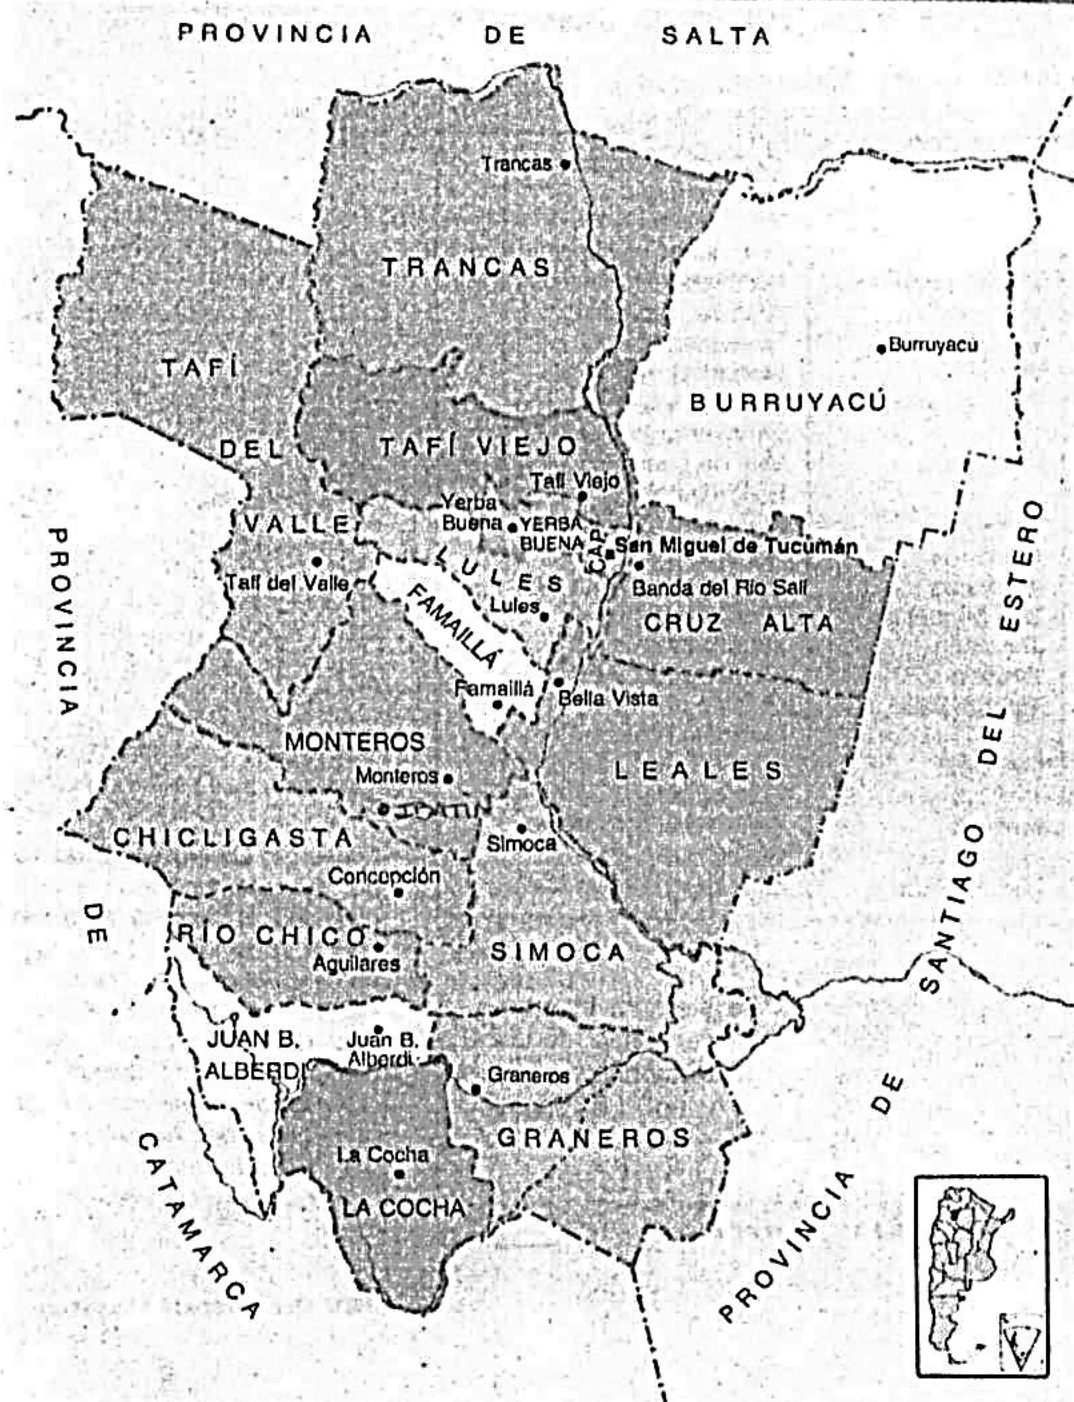 PROVINCIA DE SALTA
Trancas
TRANCAS
TAFÍ
DEL
VALLE
Burruyacú
BURRUYACÚ
TAFÍ VIEJO
Tafí Viejo
Yerba
Buena
YERBA
BUENA
CAP.
San Miguel de Tucumán
Banda del Río Salí
CRUZ ALTA
LULES
Lules
Tafí del Valle
FAMAILLÁ
Famaillá
Bella Vista
LEALES
MONTEROS
Monteros
IBATIN
CHICLIGASTA
Simoca
Concepción
RÍO CHICO
Aguilares
SIMOCA
JUAN B.
ALBERDI
Juan B.
Alberdi
Graneros
GRANEROS
La Cocha
LA COCHA
PROVINCIA DE CATAMARCA
PROVINCIA DE SANTIAGO DEL ESTERO